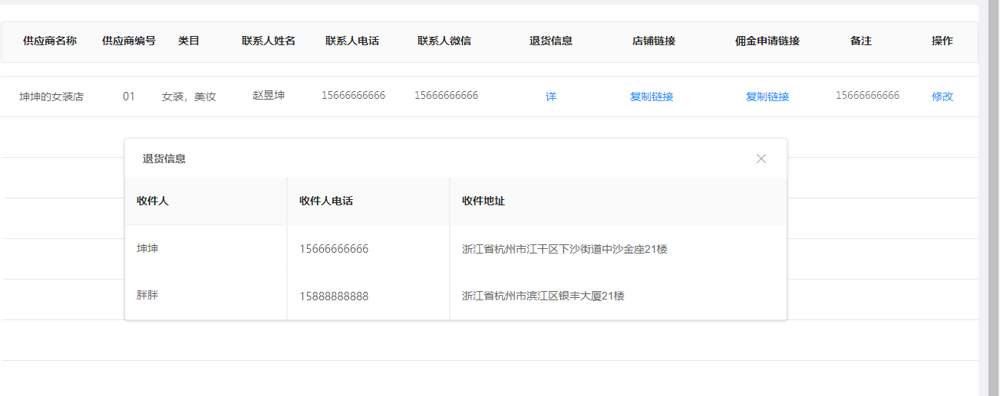 供应商名称 供应商编号 类目 联系人姓名 联系人电话 联系人微信 退货信息 店铺链接 佣金申请链接 备注 操作
坤坤的女装店 01 女装，美妆 赵昱坤 15666666666 15666666666 详 复制链接 复制链接 15666666666 修改
退货信息
收件人 收件人电话 收件地址
坤坤 15666666666 浙江省杭州市江干区下沙街道中沙金座21楼
胖胖 15888888888 浙江省杭州市滨江区银丰大厦21楼